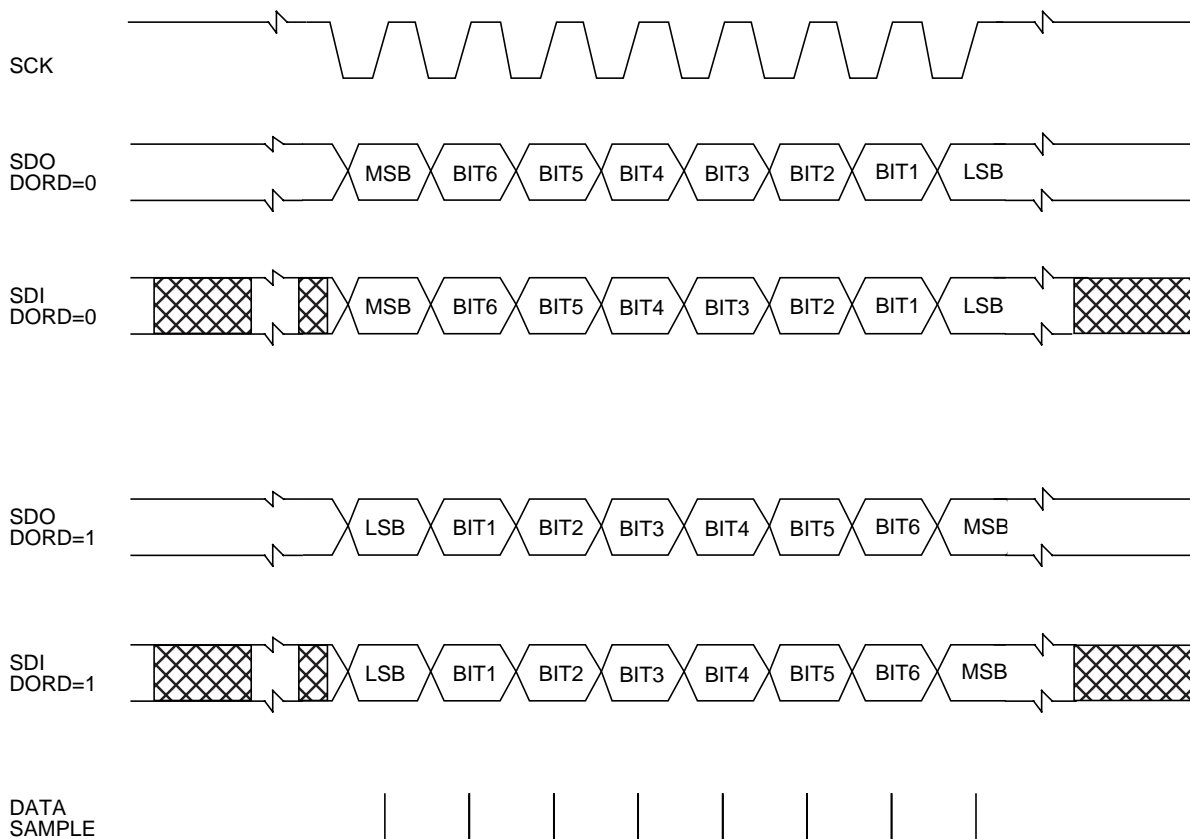 SCK
SDO
DORD=0
MSB BIT6 BIT5 BIT4 BIT3 BIT2 BIT1 LSB
SDI
DORD=0
MSB BIT6 BIT5 BIT4 BIT3 BIT2 BIT1 LSB
SDO
DORD=1
LSB BIT1 BIT2 BIT3 BIT4 BIT5 BIT6 MSB
SDI
DORD=1
LSB BIT1 BIT2 BIT3 BIT4 BIT5 BIT6 MSB
DATA
SAMPLE